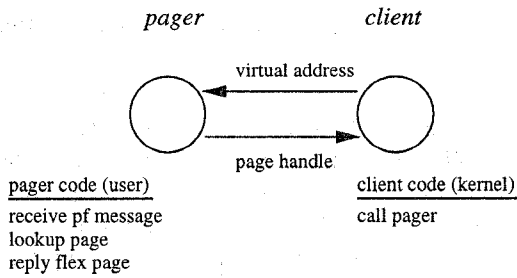 pager
client
virtual address
page handle
pager code (user)
receive pf message
lookup page
reply flex page
client code (kernel)
call pager